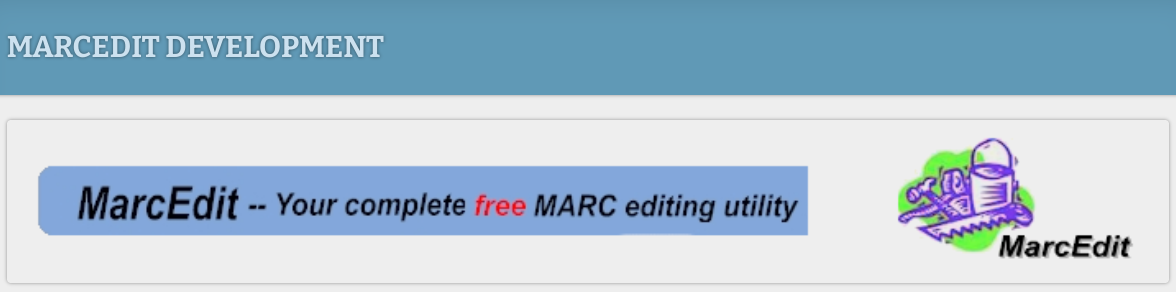 MARCEDIT DEVELOPMENT
MarcEdit -- Your complete free MARC editing utility
MarcEdit